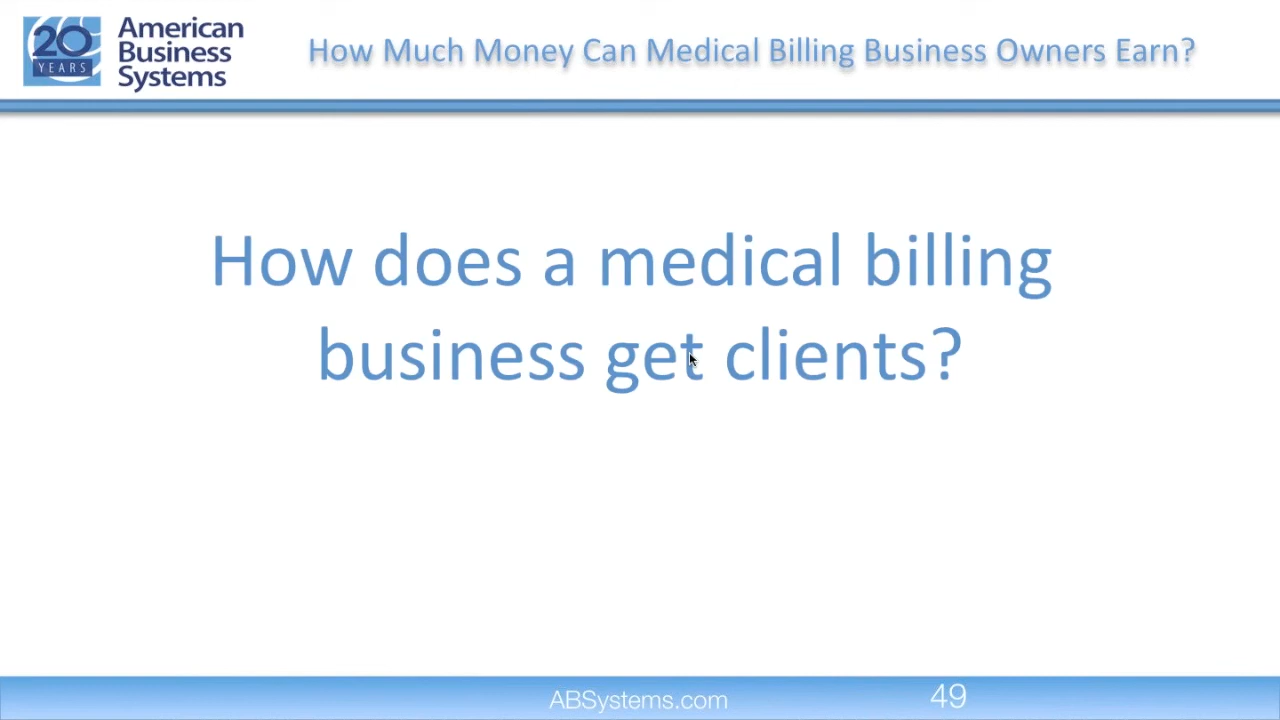 20
YEARS
American
Business
Systems
How Much Money Can Medical Billing Business Owners Earn?
How does a medical billing
business get clients?
ABSystems.com
49